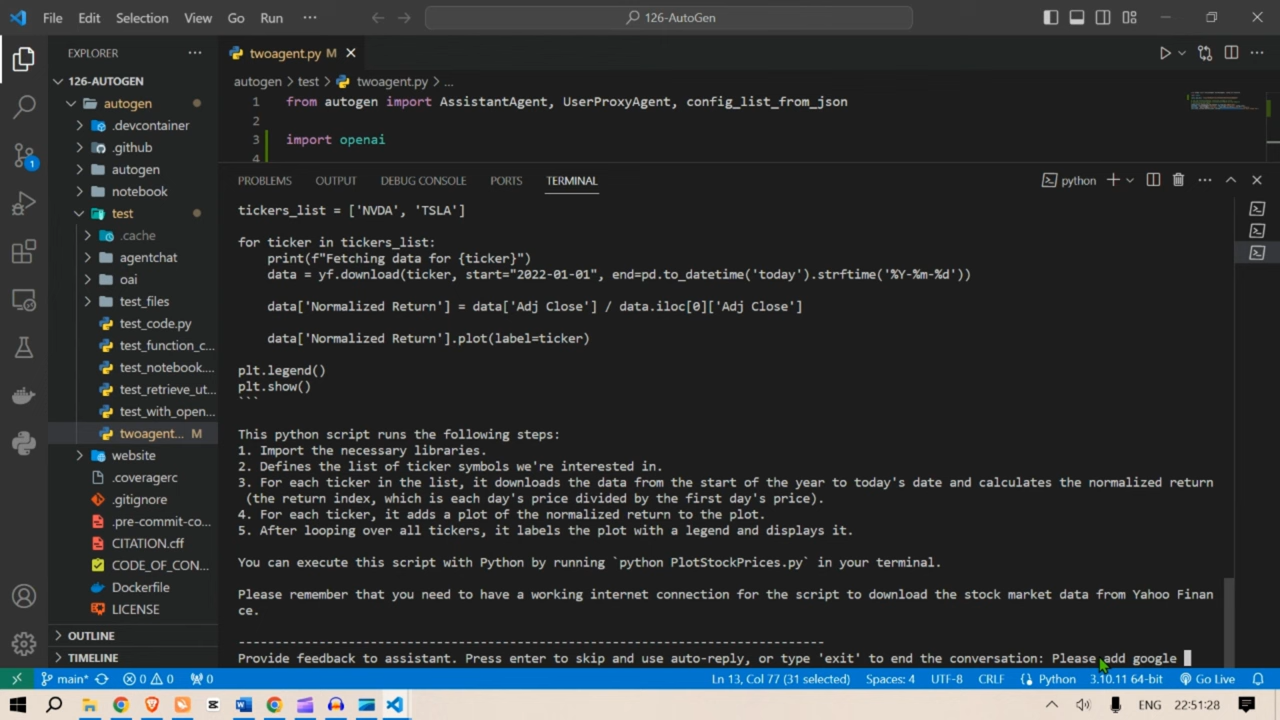 File Edit Selection View Go Run ··· 126-AutoGen
EXPLORER ···
126-AUTOGEN
autogen
.devcontainer
.github
autogen
notebook
test
.cache
agentchat
oai
test_files
test_code.py
test_function_c...
test_notebook....
test_retrieve_ut...
test_with_open...
twoagent... M
website
.coveragerc
.gitignore
.pre-commit-co...
CITATION.cff
CODE_OF_CON...
Dockerfile
LICENSE
OUTLINE
TIMELINE
twoagent.py M
autogen > test > twoagent.py > ...
1 from autogen import AssistantAgent, UserProxyAgent, config_list_from_json
2
3 import openai
4
PROBLEMS OUTPUT DEBUG CONSOLE PORTS TERMINAL python
tickers_list = ['NVDA', 'TSLA']
for ticker in tickers_list:
print(f"Fetching data for {ticker}")
data = yf.download(ticker, start="2022-01-01", end=pd.to_datetime('today').strftime('%Y-%m-%d'))
data['Normalized Return'] = data['Adj Close'] / data.iloc[0]['Adj Close']
data['Normalized Return'].plot(label=ticker)
plt.legend()
plt.show()
```
This python script runs the following steps:
1. Import the necessary libraries.
2. Defines the list of ticker symbols we're interested in.
3. For each ticker in the list, it downloads the data from the start of the year to today's date and calculates the normalized return
(the return index, which is each day's price divided by the first day's price).
4. For each ticker, it adds a plot of the normalized return to the plot.
5. After looping over all tickers, it labels the plot with a legend and displays it.
You can execute this script with Python by running `python PlotStockPrices.py` in your terminal.
Please remember that you need to have a working internet connection for the script to download the stock market data from Yahoo Finan
ce.
--------------------------------------------------------------------------------
Provide feedback to assistant. Press enter to skip and use auto-reply, or type 'exit' to end the conversation: Please add google
main* 0 0 0 Ln 13, Col 77 (31 selected) Spaces: 4 UTF-8 CRLF Python 3.10.11 64-bit Go Live
ENG 22:51:28